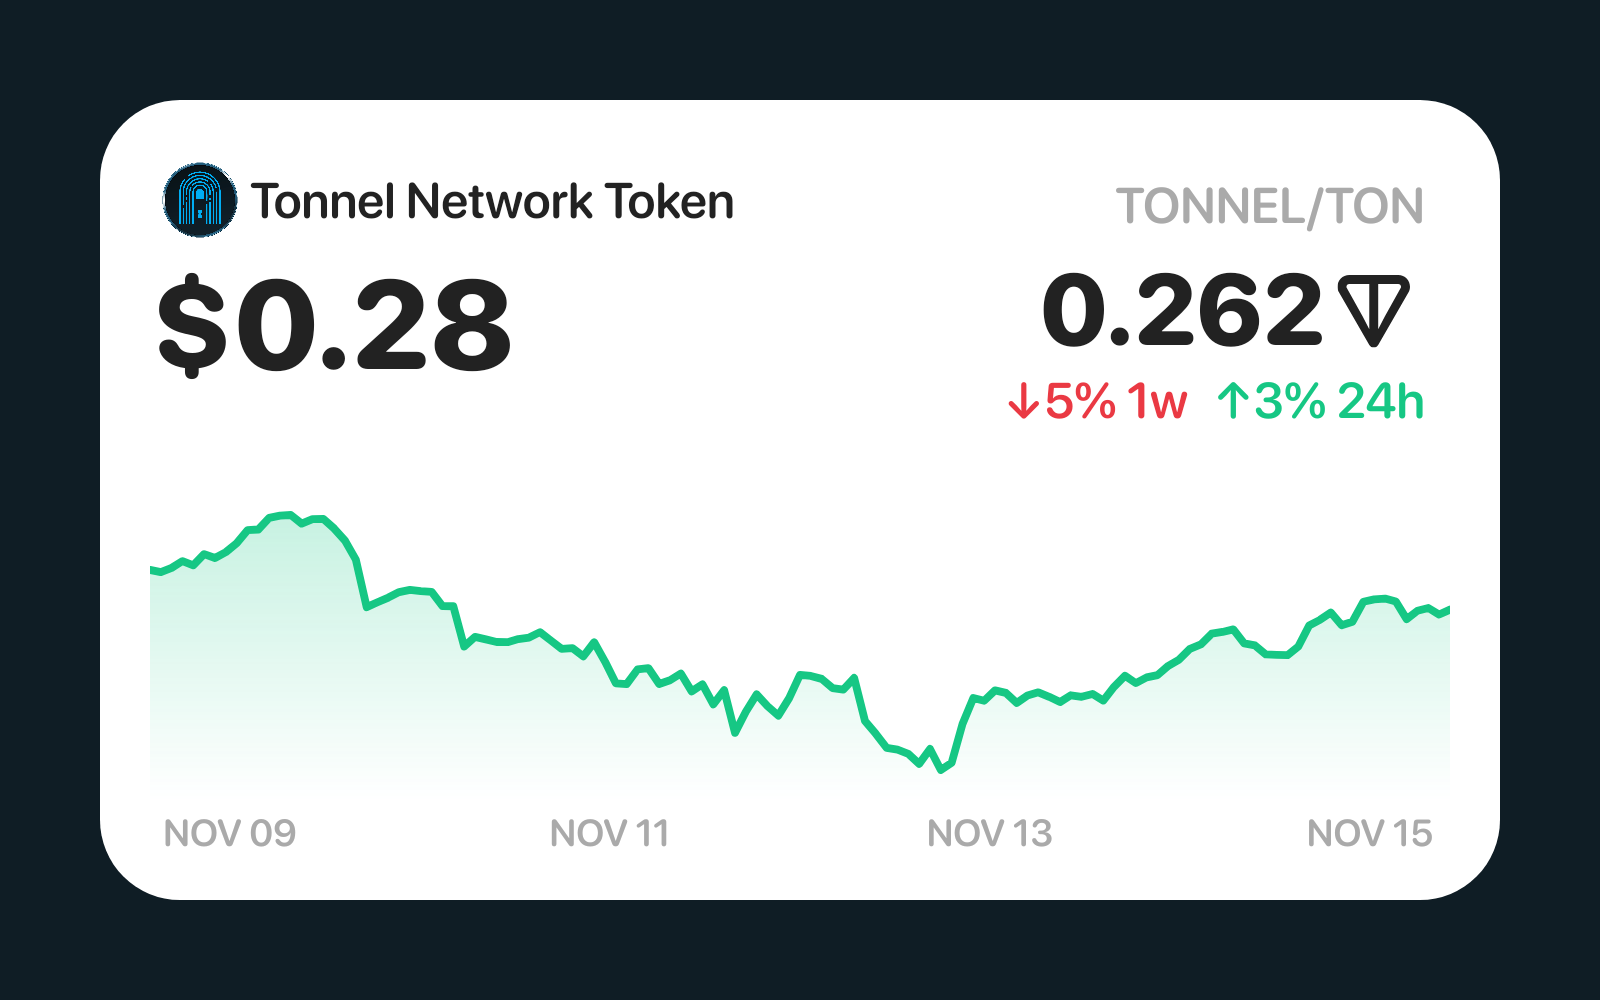 Tonnel Network Token
TONNEL/TON
$0.28
0.262
↓5% 1w ↑3% 24h
NOV 09
NOV 11
NOV 13
NOV 15